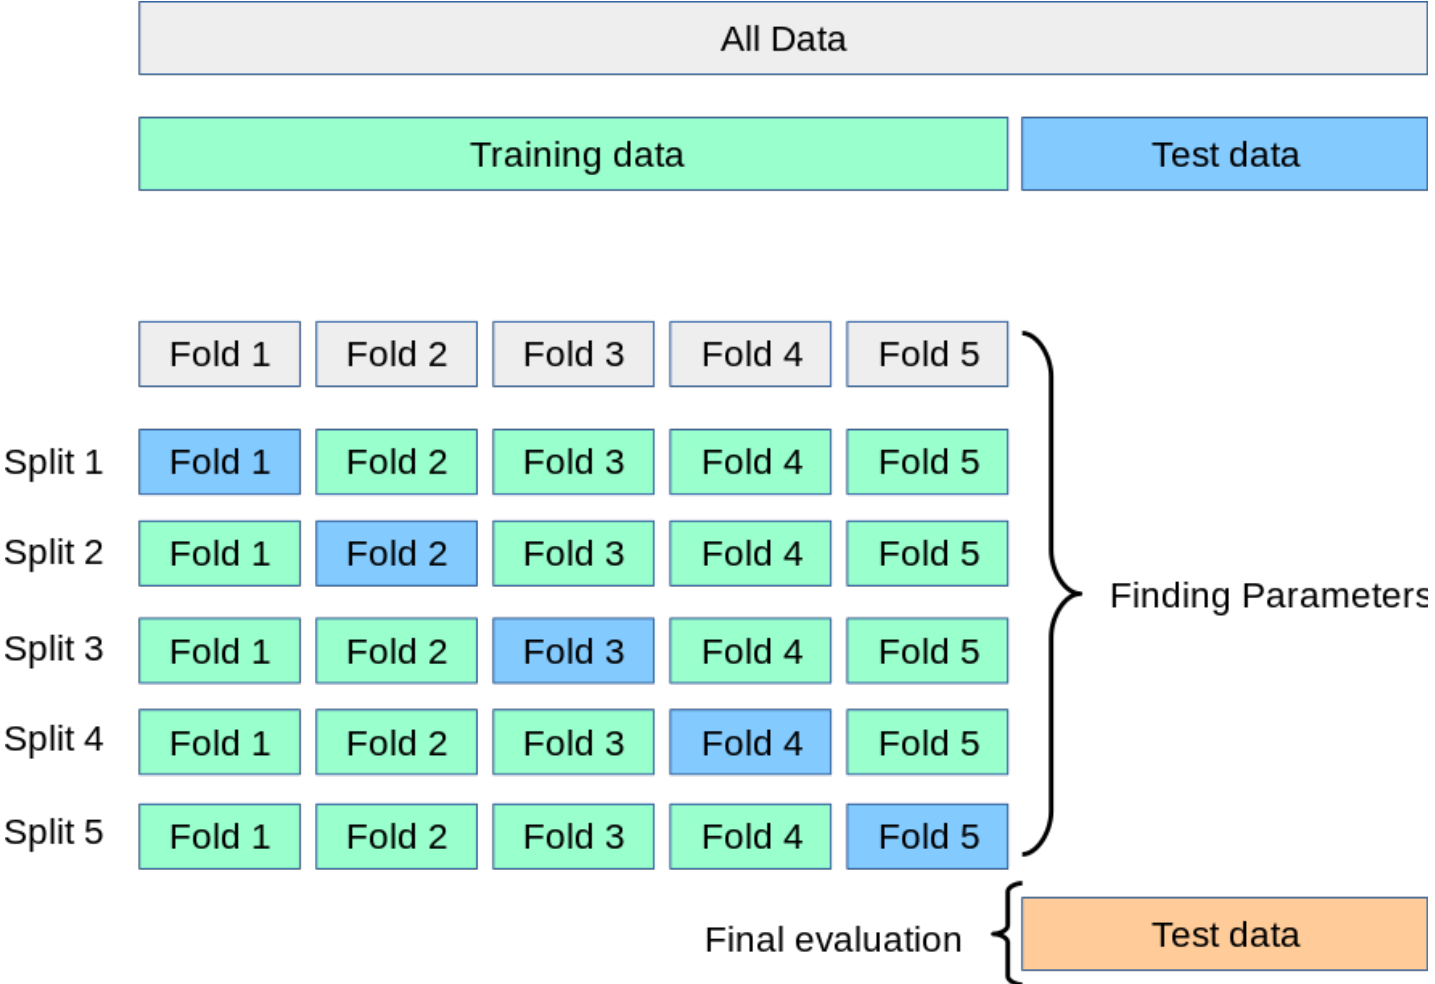 All Data
Training data Test data
Fold 1 Fold 2 Fold 3 Fold 4 Fold 5
Split 1 Fold 1 Fold 2 Fold 3 Fold 4 Fold 5
Split 2 Fold 1 Fold 2 Fold 3 Fold 4 Fold 5
Finding Parameters
Split 3 Fold 1 Fold 2 Fold 3 Fold 4 Fold 5
Split 4 Fold 1 Fold 2 Fold 3 Fold 4 Fold 5
Split 5 Fold 1 Fold 2 Fold 3 Fold 4 Fold 5
Final evaluation Test data